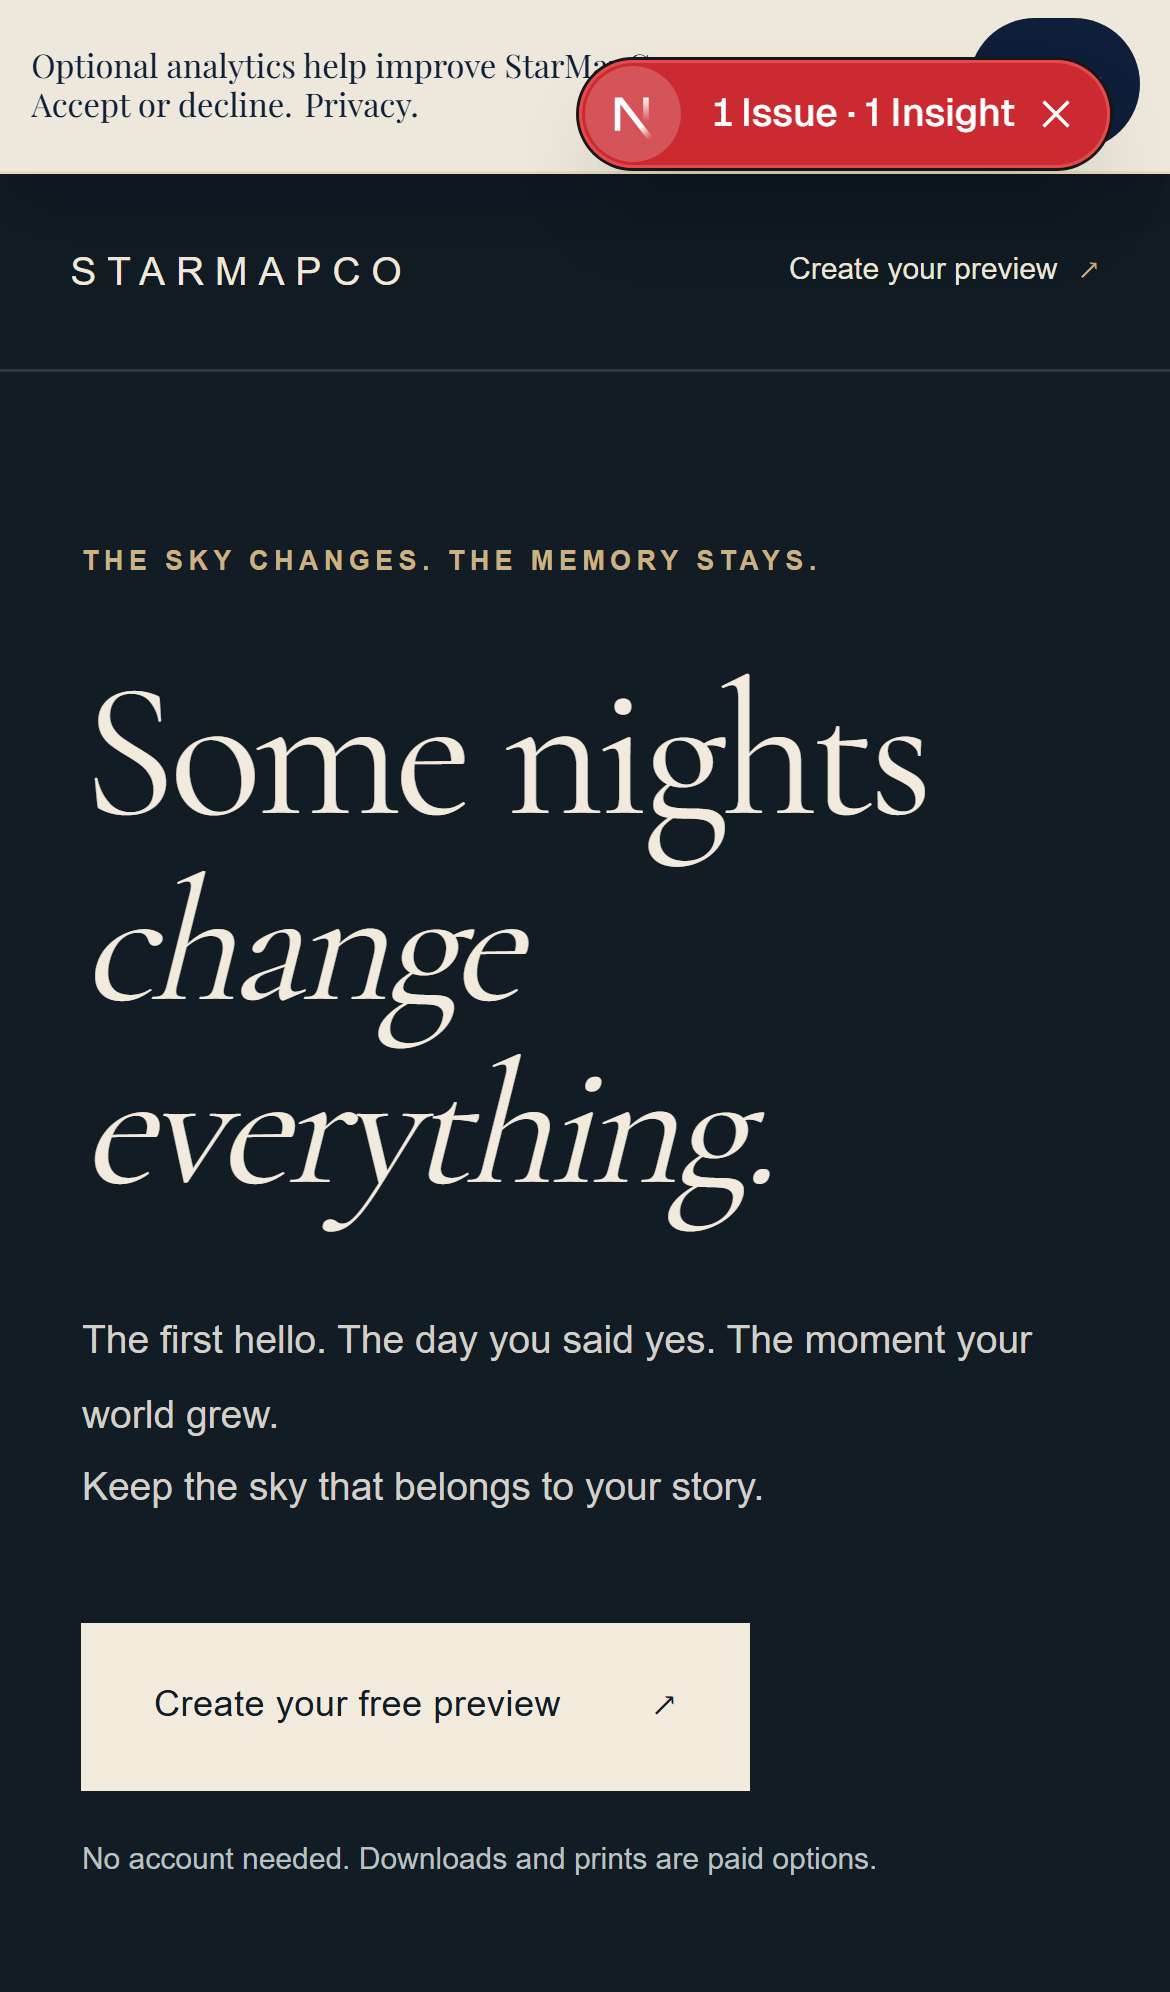 Optional analytics help improve
Accept or decline. Privacy.
N 1 Issue · 1 Insight ×
STARMAPCO
Create your preview ↗
THE SKY CHANGES. THE MEMORY STAYS.
Some nights
change
everything.
The first hello. The day you said yes. The moment your
world grew.
Keep the sky that belongs to your story.
Create your free preview ↗
No account needed. Downloads and prints are paid options.